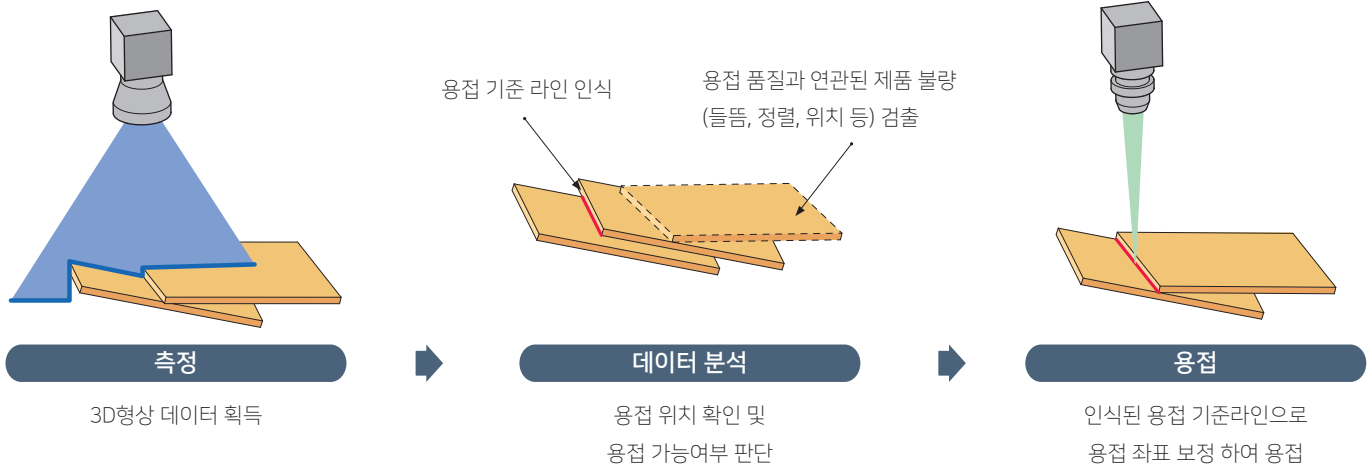 용접 기준 라인 인식
용접 품질과 연관된 제품 불량
(들뜸, 정렬, 위치 등) 검출
측정
데이터 분석
용접
3D형상 데이터 획득
용접 위치 확인 및
용접 가능여부 판단
인식된 용접 기준라인으로
용접 좌표 보정 하여 용접